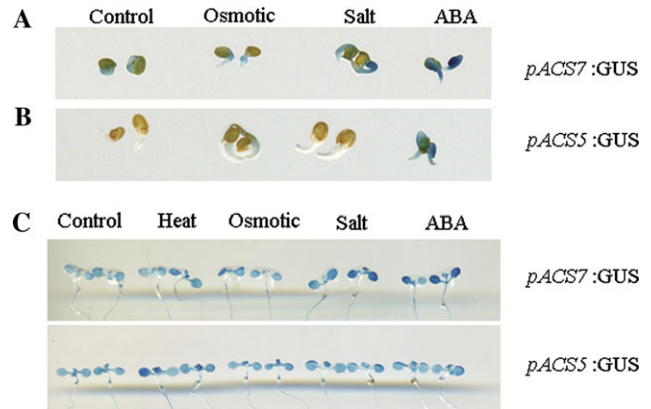 A Control Osmotic Salt ABA
pACS7 :GUS
B
pACS5 :GUS
C Control Heat Osmotic Salt ABA
pACS7 :GUS
pACS5 :GUS